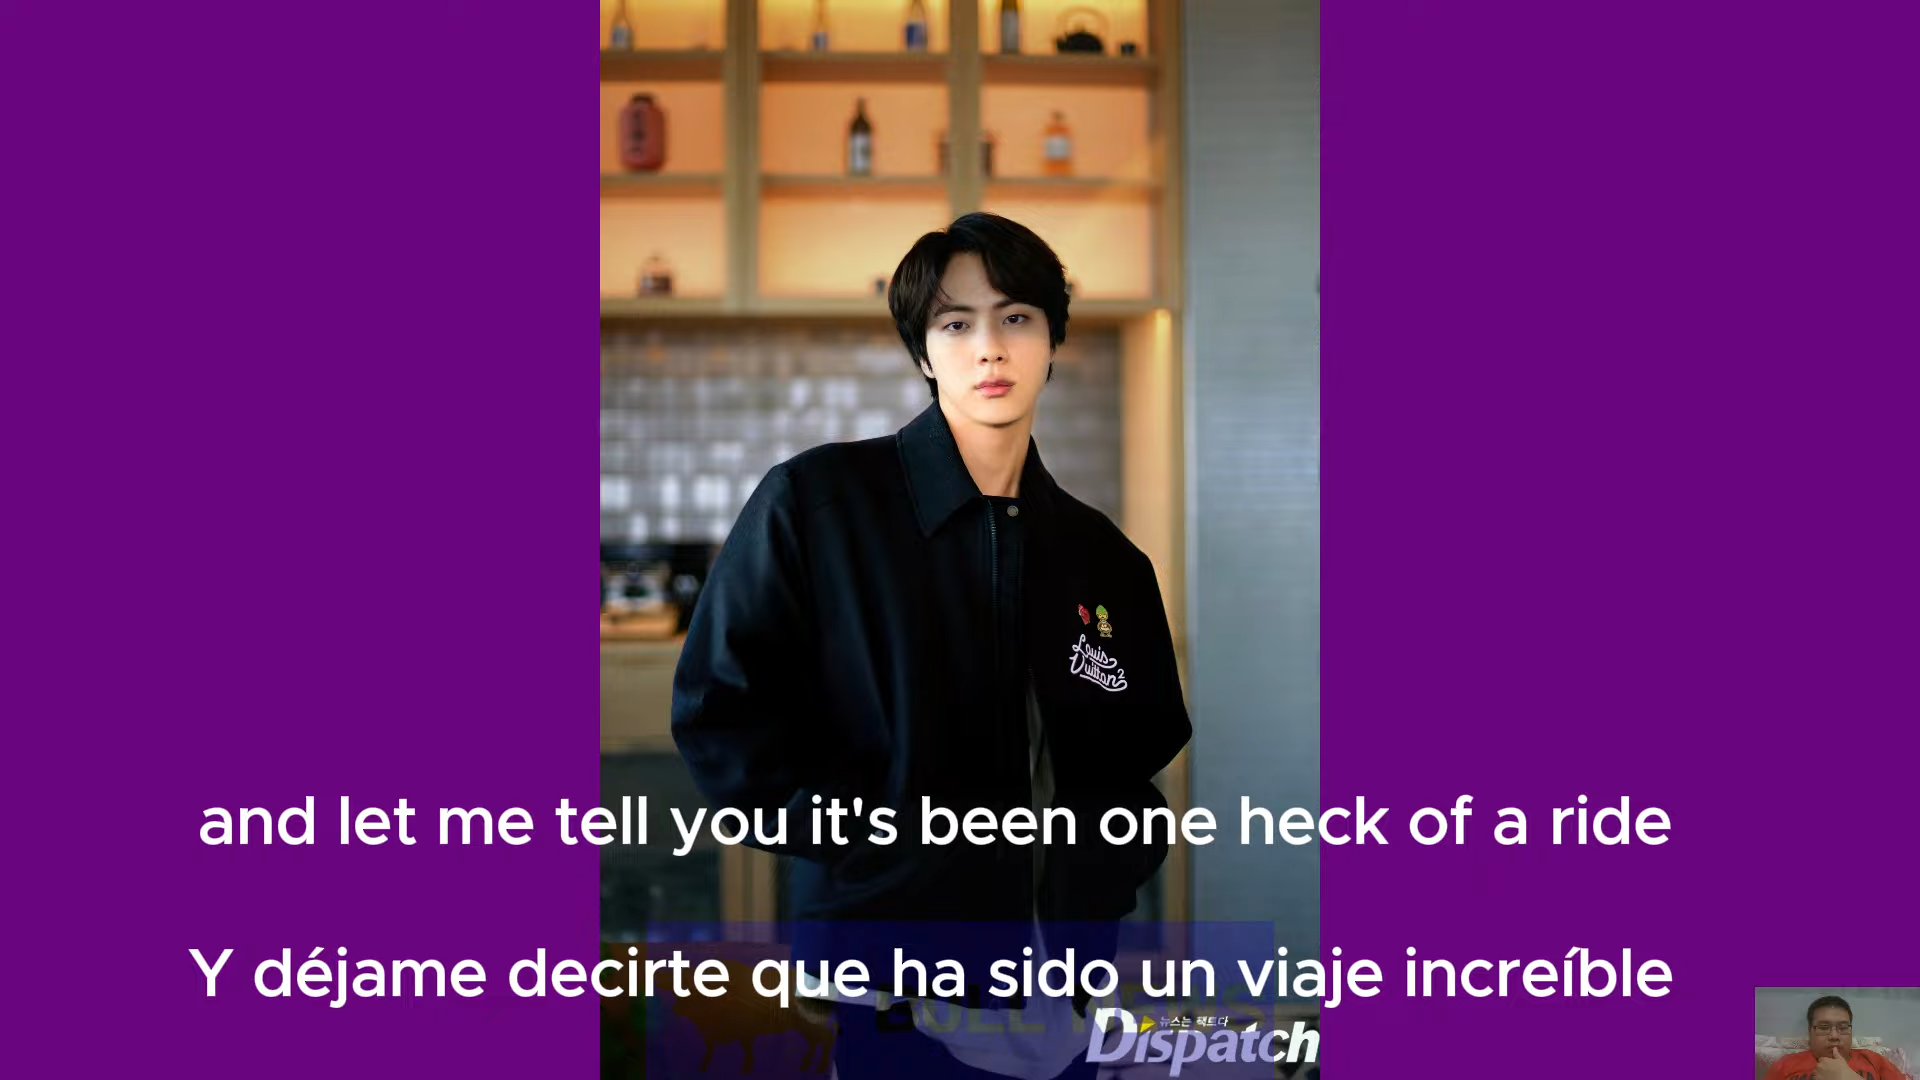 Louis
Vuitton²
and let me tell you it's been one heck of a ride
Y déjame decirte que ha sido un viaje increíble
뉴스는 팩트다
Dispatch